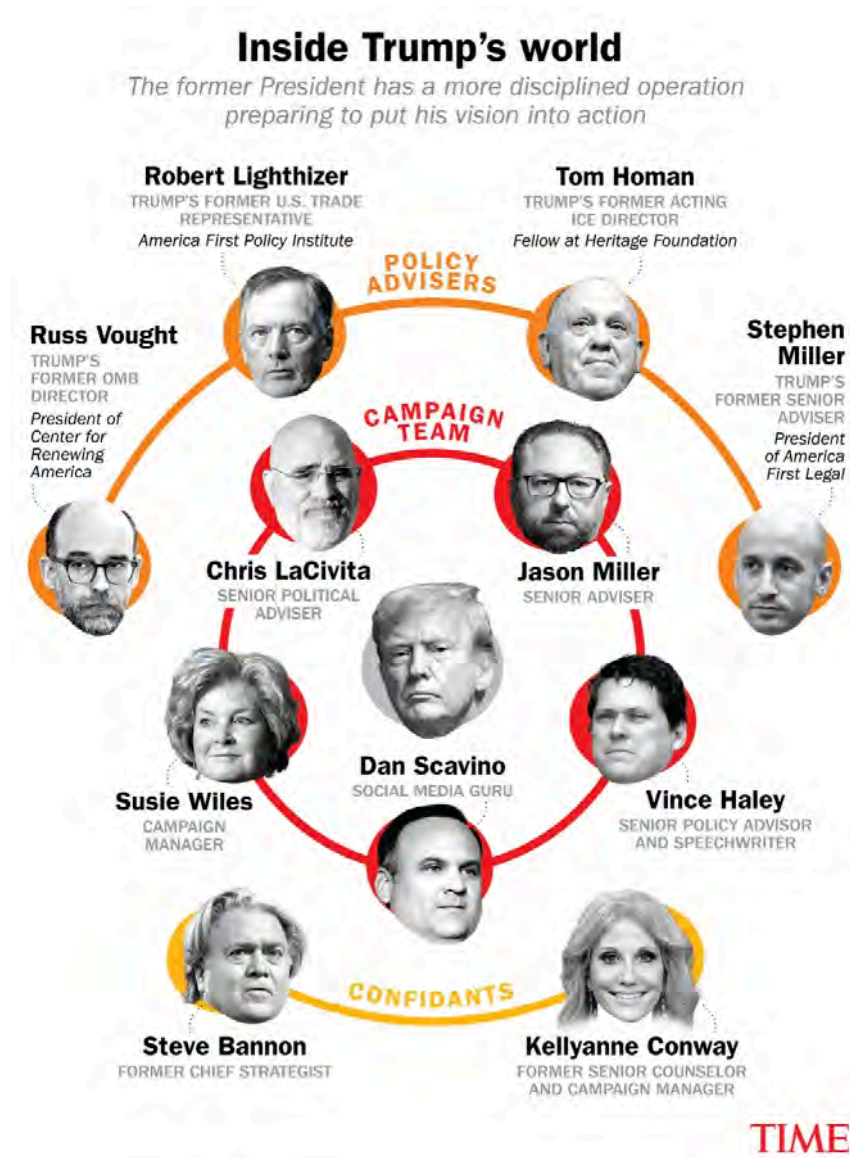 Inside Trump's world
The former President has a more disciplined operation
preparing to put his vision into action
Robert Lighthizer
TRUMP'S FORMER U.S. TRADE
REPRESENTATIVE
America First Policy Institute
Tom Homan
TRUMP'S FORMER ACTING
ICE DIRECTOR
Fellow at Heritage Foundation
POLICY
ADVISERS
Russ Vought
TRUMP'S
FORMER OMB
DIRECTOR
President of
Center for
Renewing
America
Stephen
Miller
TRUMP'S
FORMER SENIOR
ADVISER
President
of America
First Legal
CAMPAIGN
TEAM
Chris LaCivita
SENIOR POLITICAL
ADVISER
Jason Miller
SENIOR ADVISER
Susie Wiles
CAMPAIGN
MANAGER
Dan Scavino
SOCIAL MEDIA GURU
Vince Haley
SENIOR POLICY ADVISOR
AND SPEECHWRITER
CONFIDANTS
Steve Bannon
FORMER CHIEF STRATEGIST
Kellyanne Conway
FORMER SENIOR COUNSELOR
AND CAMPAIGN MANAGER
TIME